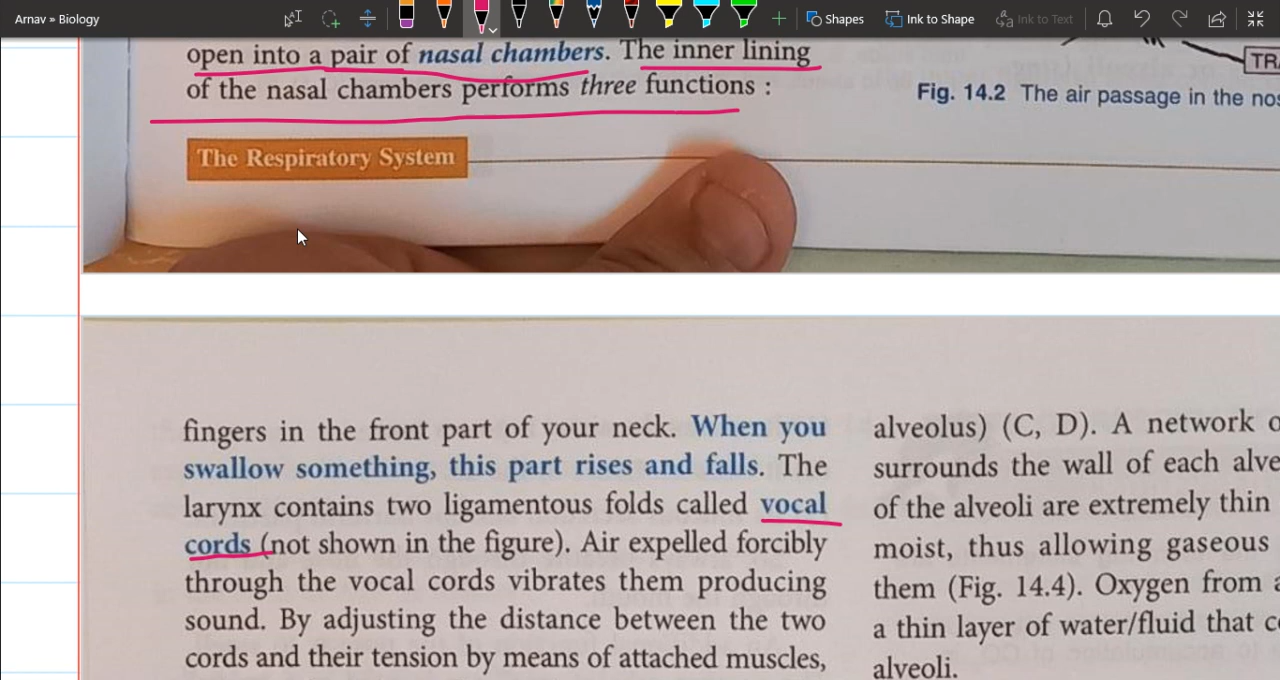 Arnav » Biology
Shapes
Ink to Shape
Ink to Text
open into a pair of nasal chambers. The inner lining
of the nasal chambers performs three functions :
The Respiratory System
Fig. 14.2 The air passage in the
fingers in the front part of your neck. When you
swallow something, this part rises and falls. The
larynx contains two ligamentous folds called vocal
cords (not shown in the figure). Air expelled forcibly
through the vocal cords vibrates them producing
sound. By adjusting the distance between the two
cords and their tension by means of attached muscles,
alveolus) (C, D). A network
surrounds the wall of each
of the alveoli are extremely thin
moist, thus allowing gaseous
them (Fig. 14.4). Oxygen from
a thin layer of water/fluid that
alveoli.